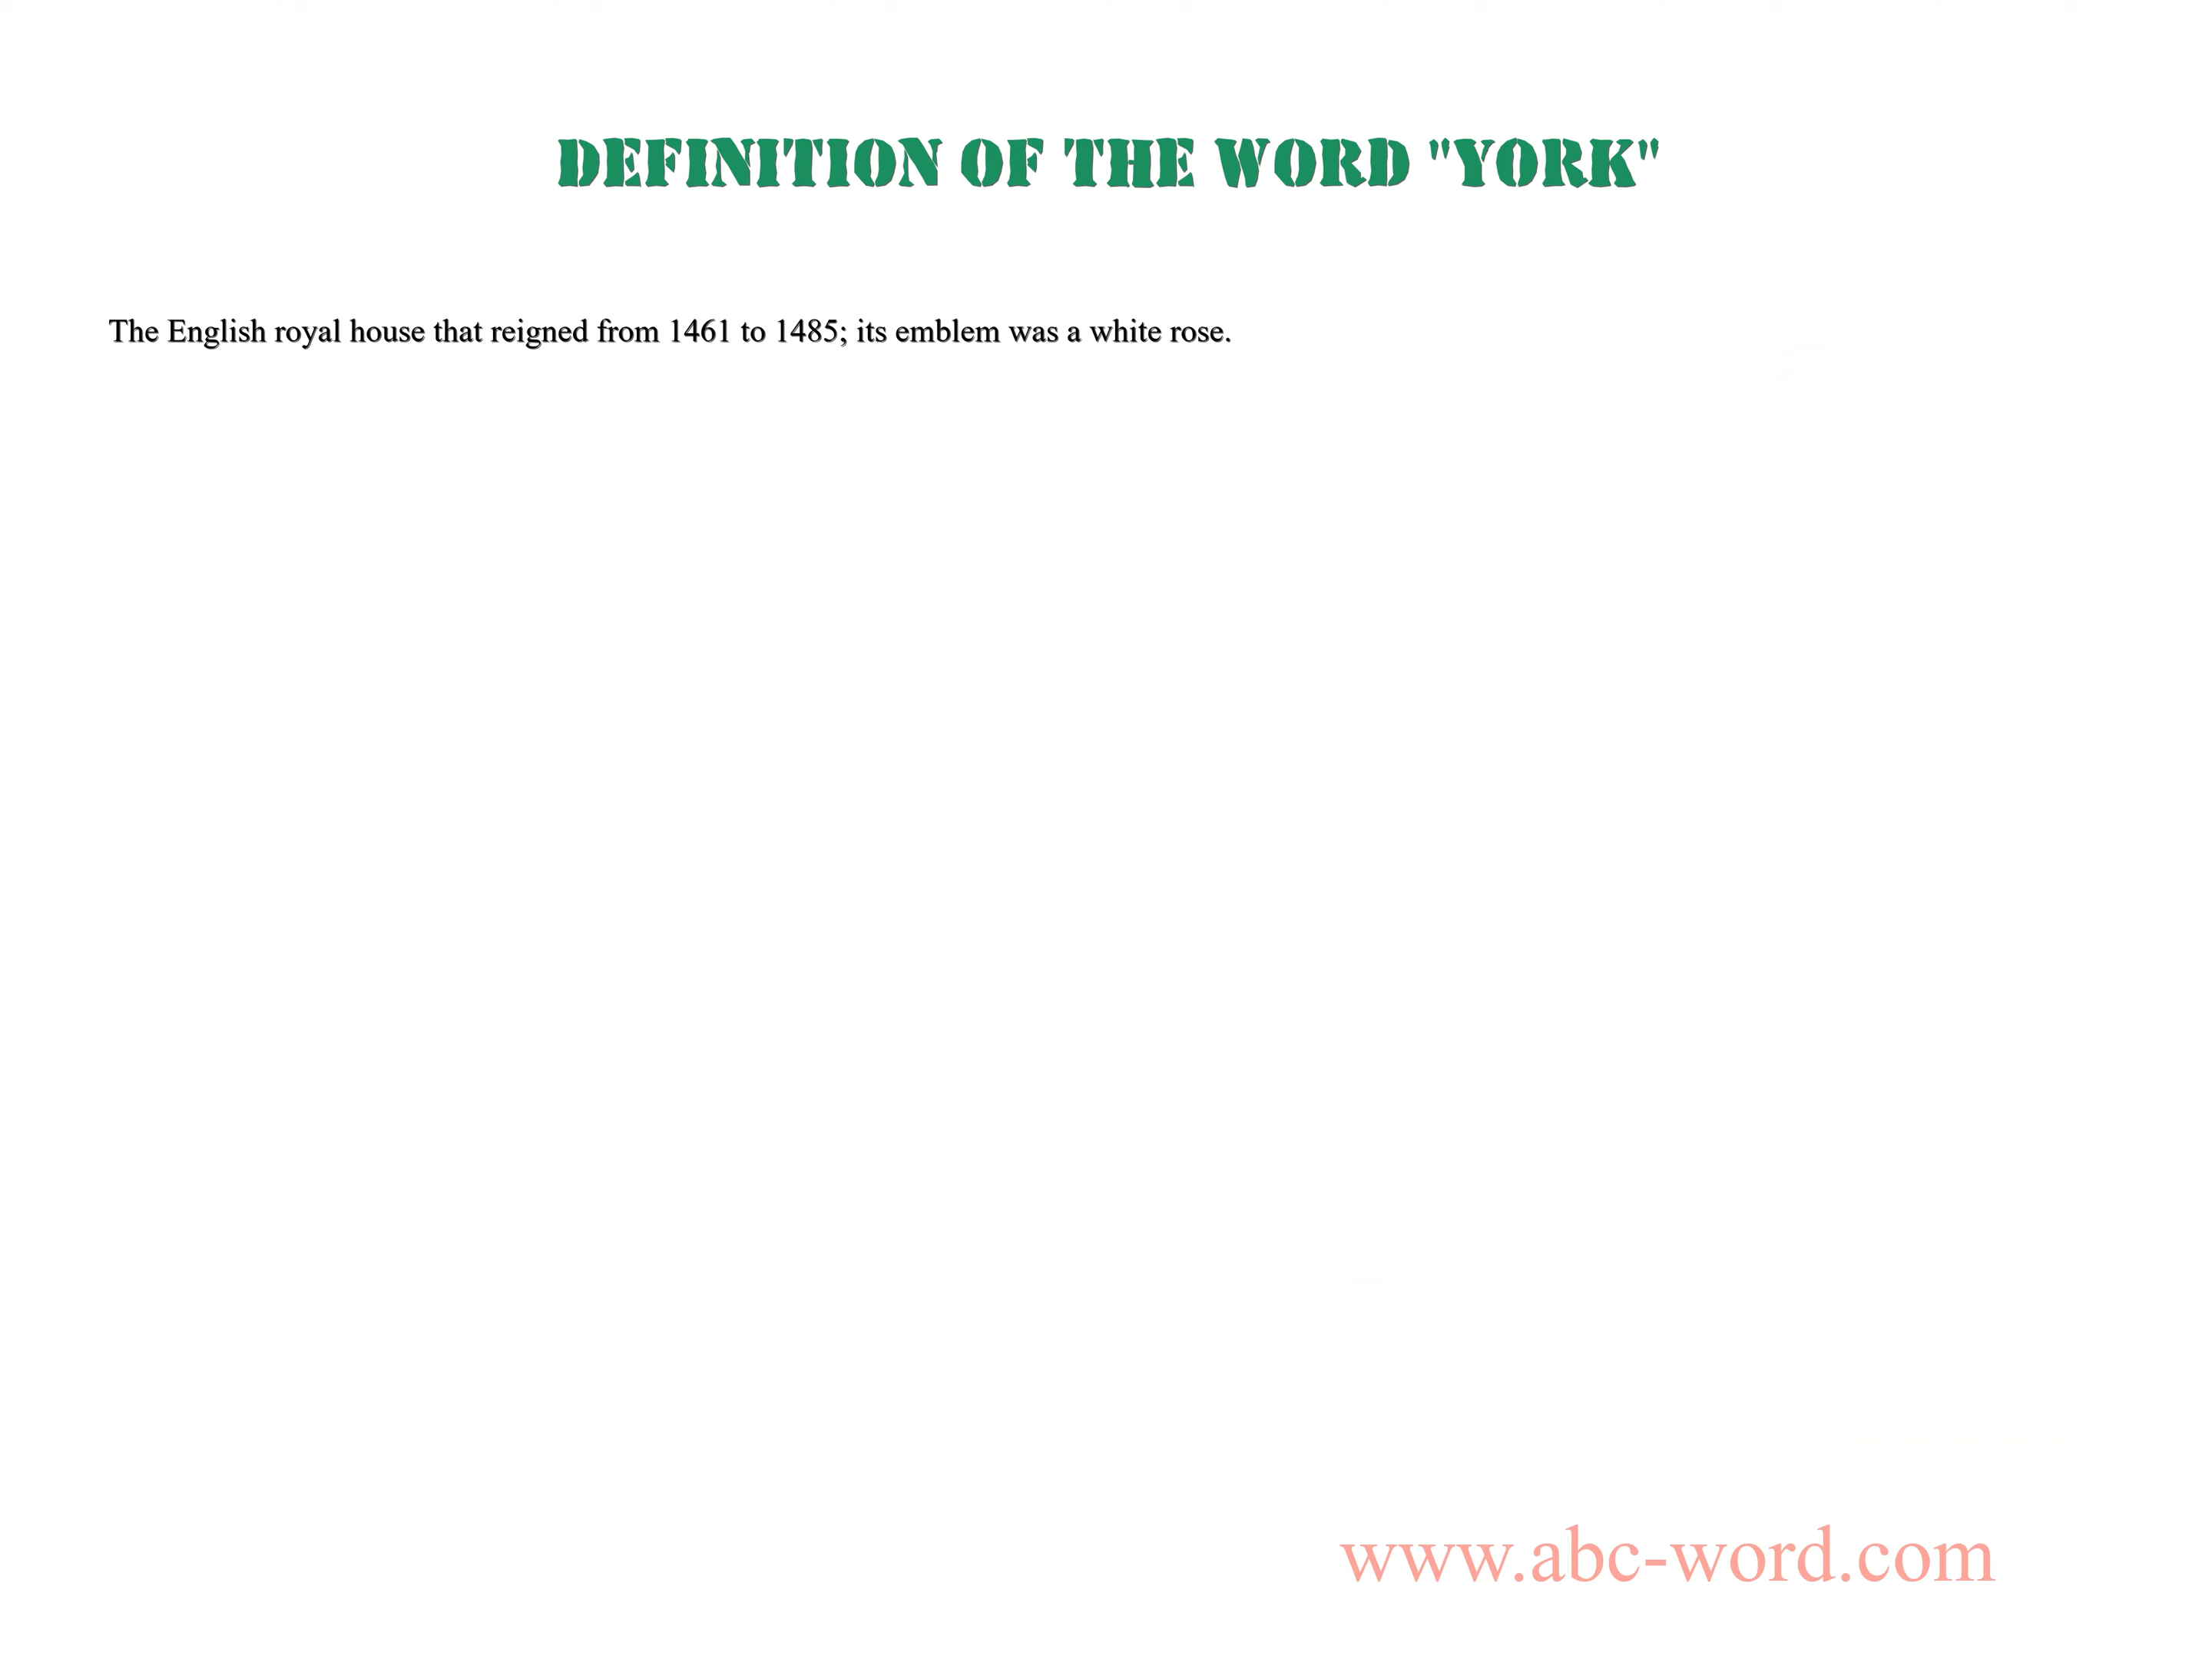 DEFINITION OF THE WORD "YORK"
The English royal house that reigned from 1461 to 1485; its emblem was a white rose.
www.abc-word.com